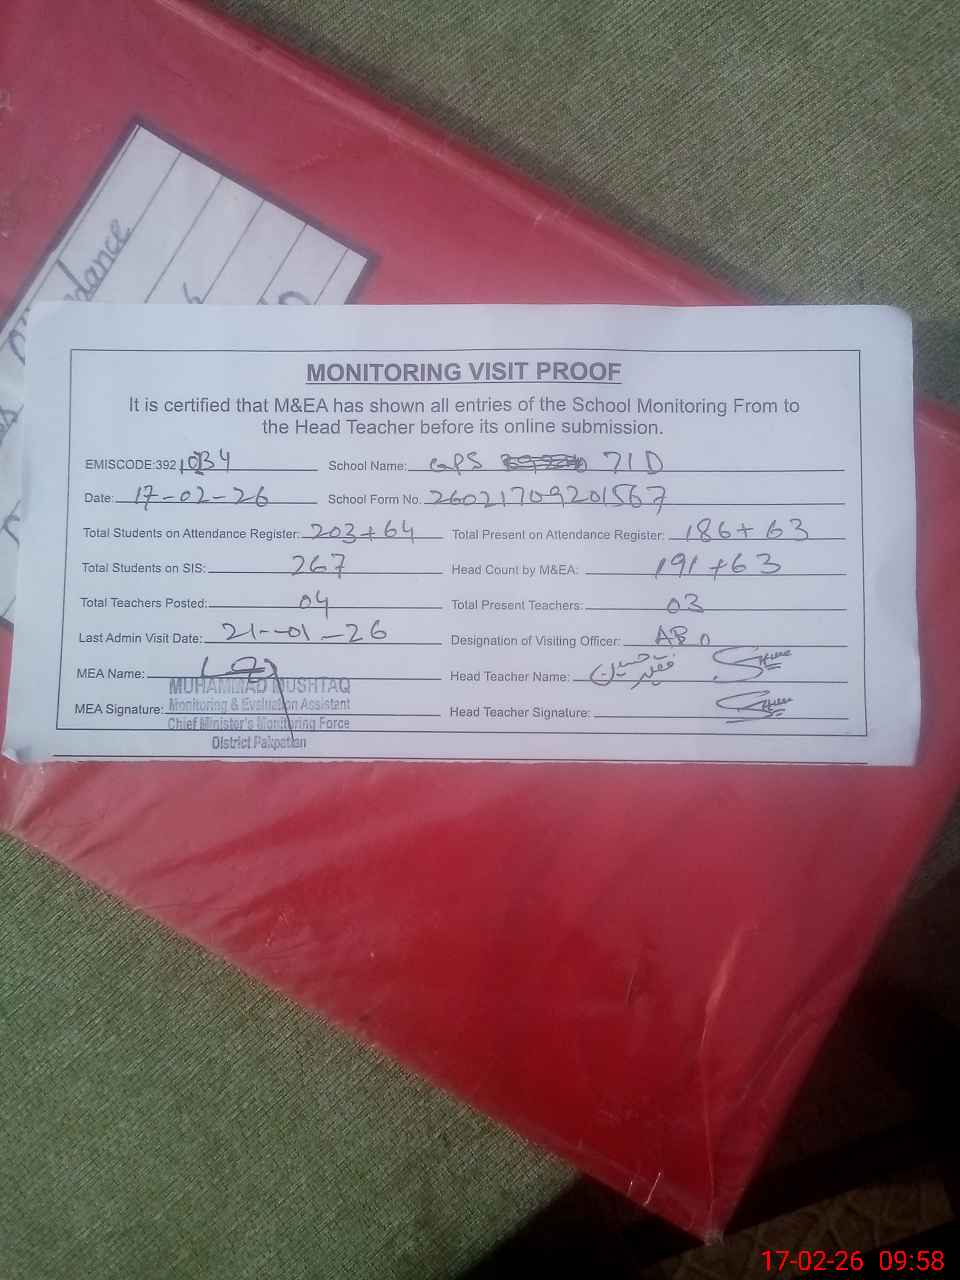 dance
MONITORING VISIT PROOF
It is certified that M&EA has shown all entries of the School Monitoring From to
the Head Teacher before its online submission.
EMISCODE:392 School Name: GPS 71D
Date: 17-02-26 School Form No. 26021709201567
Total Students on Attendance Register: 203+64 Total Present on Attendance Register: 186+63
Total Students on SIS: 267 Head Count by M&EA: 191+63
Total Teachers Posted: 04 Total Present Teachers: 03
Last Admin Visit Date: 21-01-26 Designation of Visiting Officer:
MEA Name: Head Teacher Name: فقیر حسین
MUHAMMAD MUSHTAQ
MEA Signature: Monitoring & Evaluation Assistant Head Teacher Signature:
Chief Minister's Monitoring Force
District Pakpattan
17-02-26 09:58